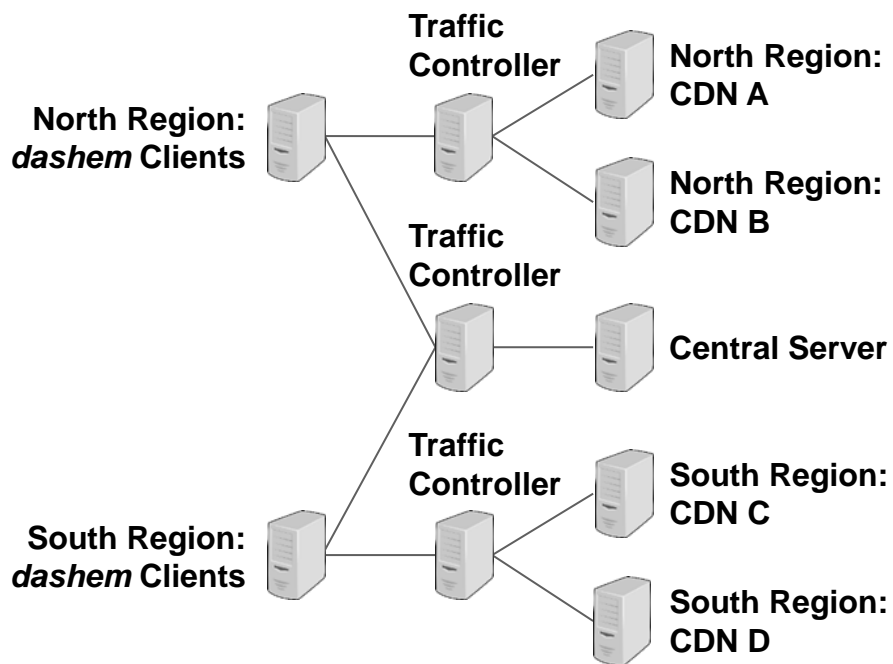 Traffic
Controller
North Region:
CDN A
North Region:
dashem Clients
North Region:
CDN B
Traffic
Controller
Central Server
Traffic
Controller
South Region:
CDN C
South Region:
dashem Clients
South Region:
CDN D